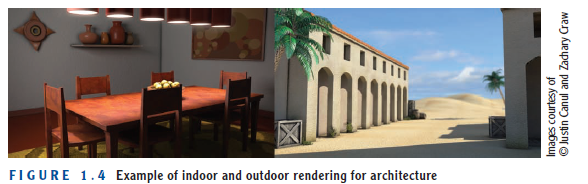 Images courtesy of
© Justin Canul and Zachary Craw
FIGURE 1.4 Example of indoor and outdoor rendering for architecture